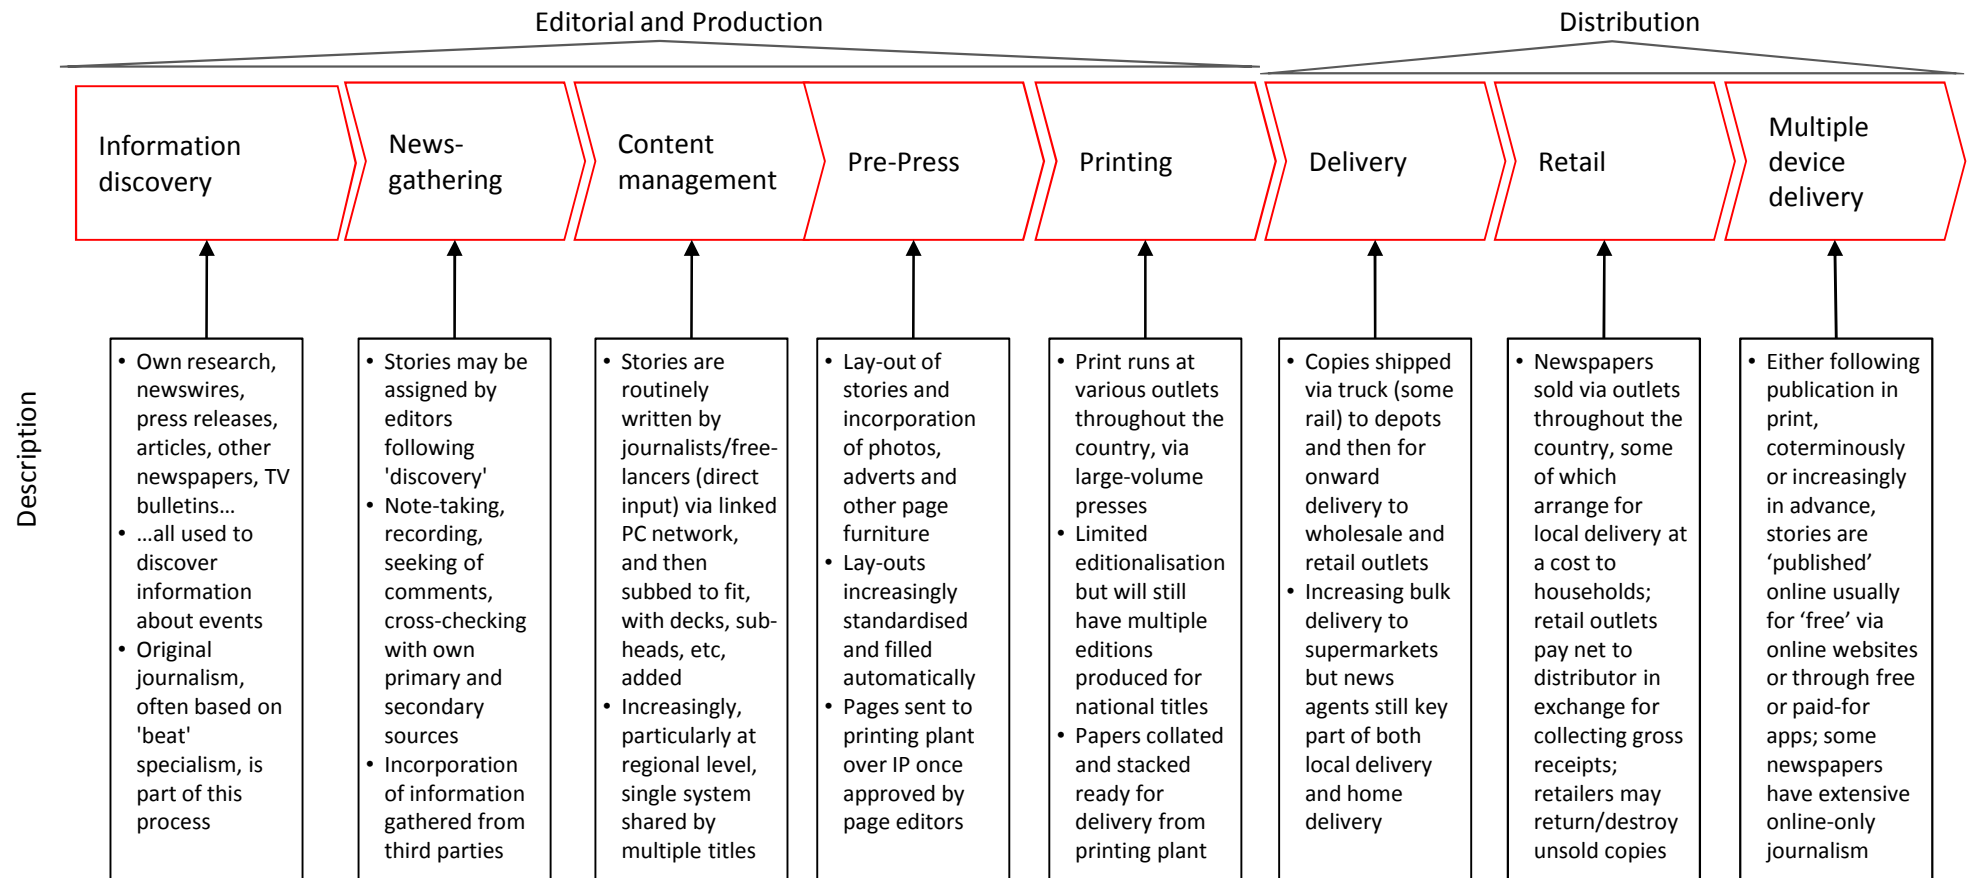 Editorial and Production
Distribution
Information
discovery
News-
gathering
Content
management
Pre-Press
Printing
Delivery
Retail
Multiple
device
delivery
Description
• Own research,
newswires,
press releases,
articles, other
newspapers, TV
bulletins...
• ...all used to
discover
information
about events
• Original
journalism,
often based on
'beat'
specialism, is
part of this
process
• Stories may be
assigned by
editors
following
'discovery'
• Note-taking,
recording,
seeking of
comments,
cross-checking
with own
primary and
secondary
sources
• Incorporation
of information
gathered from
third parties
• Stories are
routinely
written by
journalists/free-
lancers (direct
input) via linked
PC network,
and then
subbed to fit,
with decks, sub-
heads, etc,
added
• Increasingly,
particularly at
regional level,
single system
shared by
multiple titles
• Lay-out of
stories and
incorporation
of photos,
adverts and
other page
furniture
• Lay-outs
increasingly
standardised
and filled
automatically
• Pages sent to
printing plant
over IP once
approved by
page editors
• Print runs at
various outlets
throughout the
country, via
large-volume
presses
• Limited
editionalisation
but will still
have multiple
editions
produced for
national titles
• Papers collated
and stacked
ready for
delivery from
printing plant
• Copies shipped
via truck (some
rail) to depots
and then for
onward
delivery to
wholesale and
retail outlets
• Increasing bulk
delivery to
supermarkets
but news
agents still key
part of both
local delivery
and home
delivery
• Newspapers
sold via outlets
throughout the
country, some
of which
arrange for
local delivery at
a cost to
households;
retail outlets
pay net to
distributor in
exchange for
collecting gross
receipts;
retailers may
return/destroy
unsold copies
• Either following
publication in
print,
coterminously
or increasingly
in advance,
stories are
‘published’
online usually
for ‘free’ via
online websites
or through free
or paid-for
apps; some
newspapers
have extensive
online-only
journalism